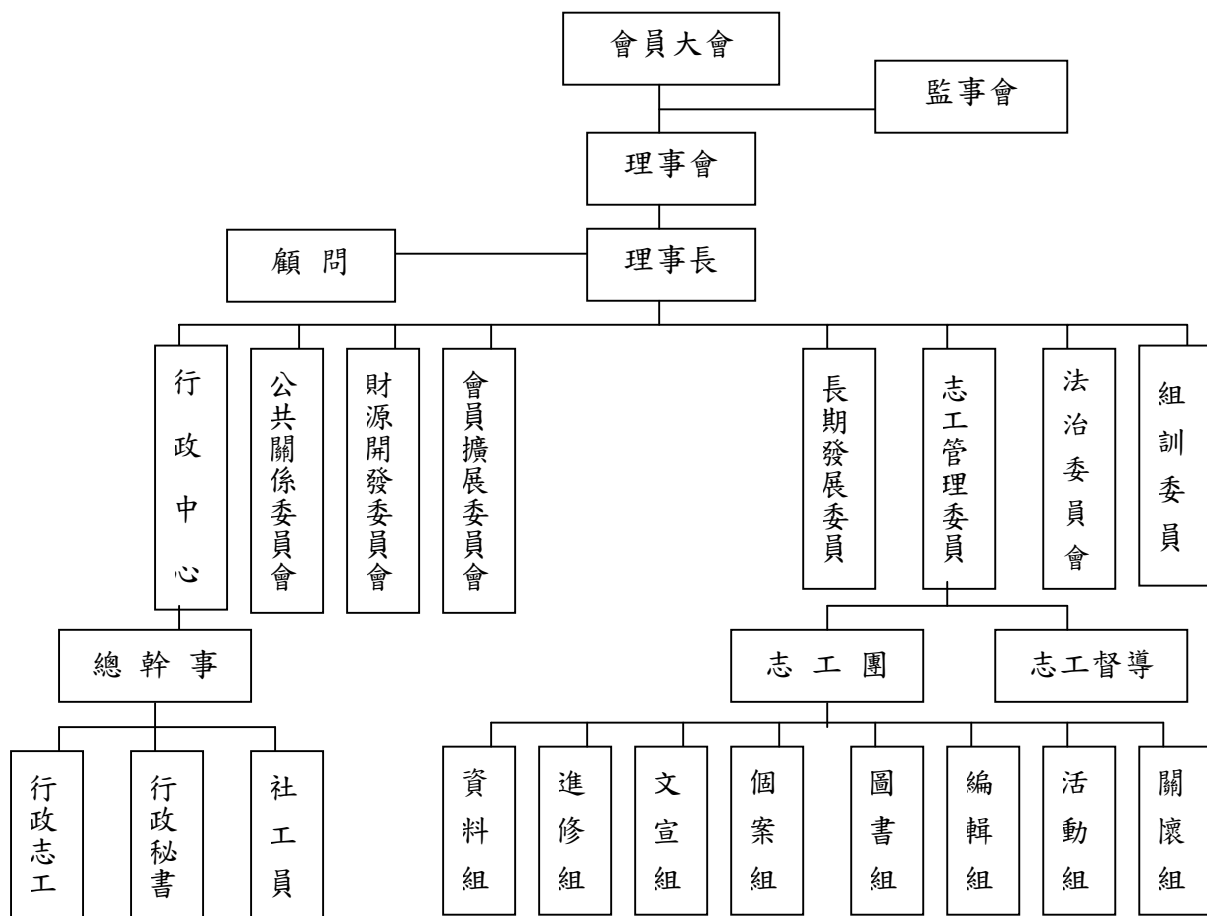 會員大會
監事會
理事會
顧問
理事長
行政中心
公共關係委員會
財源開發委員會
會員擴展委員會
長期發展委員
志工管理委員
法治委員會
組訓委員
總幹事
志工團
志工督導
行政志工
行政秘書
社工員
資料組
進修組
文宣組
個案組
圖書組
編輯組
活動組
關懷組